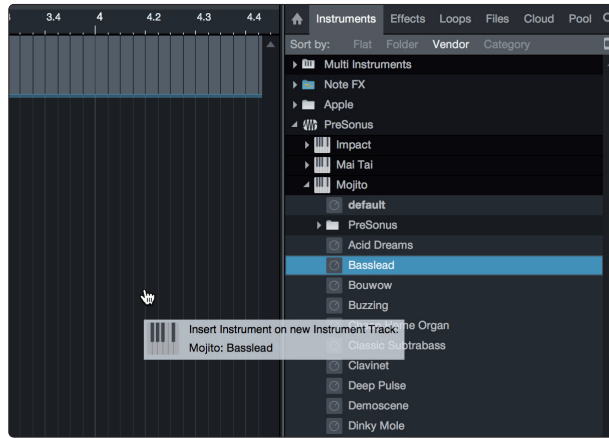 3.4 4 4.2 4.3 4.4
Instruments Effects Loops Files Cloud Pool
Sort by: Flat Folder Vendor Category
Multi Instruments
Note FX
Apple
PreSonus
Impact
Mai Tai
Mojito
default
PreSonus
Acid Dreams
Basslead
Bouwow
Buzzing
Insert Instrument on new Instrument Track:
Home Organ
Mojito: Basslead
Classic Subtrabass
Clavinet
Deep Pulse
Demoscene
Dinky Mole